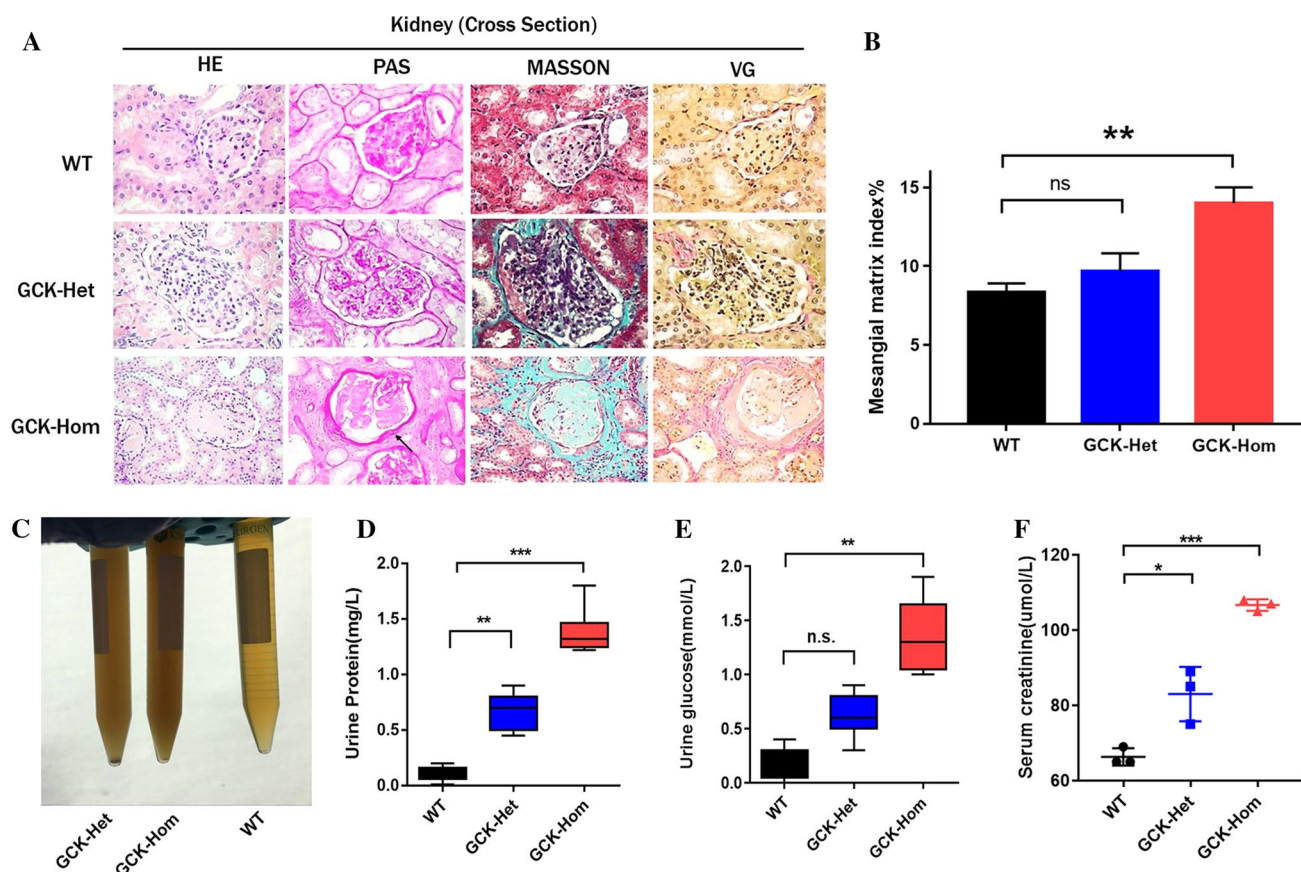 A
Kidney (Cross Section)
HE PAS MASSON VG
WT
GCK-Het
GCK-Hom
B
Mesangial matrix index%
15
10
5
0
**
ns
WT GCK-Het GCK-Hom
C
GCK-Het GCK-Hom WT
D
Urine Protein(mg/L)
2.0
1.5
1.0
0.5
0.0
***
**
WT GCK-Het GCK-Hom
E
Urine glucose(mmol/L)
2.0
1.5
1.0
0.5
0.0
**
n.s.
WT GCK-Het GCK-Hom
F
Serum creatinine(umol/L)
120
100
80
60
***
*
WT GCK-Het GCK-Hom